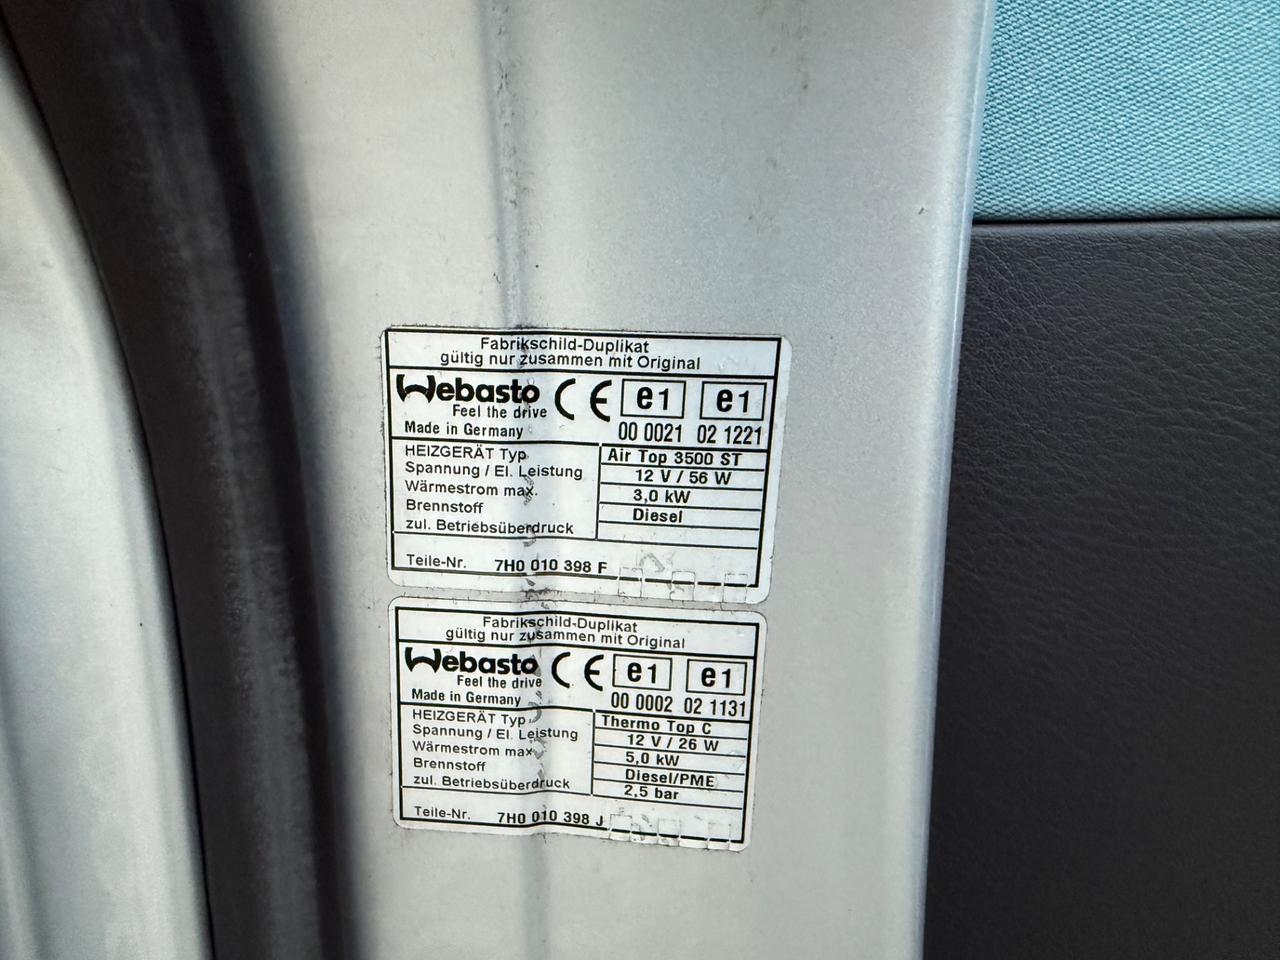 Fabrikschild-Duplikat
gültig nur zusammen mit Original
Webasto CE e1 e1
Feel the drive
Made in Germany 00 0021 02 1221
HEIZGERÄT Typ Air Top 3500 ST
Spannung / El. Leistung 12 V / 56 W
Wärmestrom max. 3,0 kW
Brennstoff Diesel
zul. Betriebsüberdruck
Teile-Nr. 7H0 010 398 F
Fabrikschild-Duplikat
gültig nur zusammen mit Original
Webasto CE e1 e1
Feel the drive
Made in Germany 00 0002 02 1131
HEIZGERÄT Typ Thermo Top C
Spannung / El. Leistung 12 V / 26 W
Wärmestrom max. 5,0 kW
Brennstoff Diesel/PME
zul. Betriebsüberdruck 2,5 bar
Teile-Nr. 7H0 010 398 J